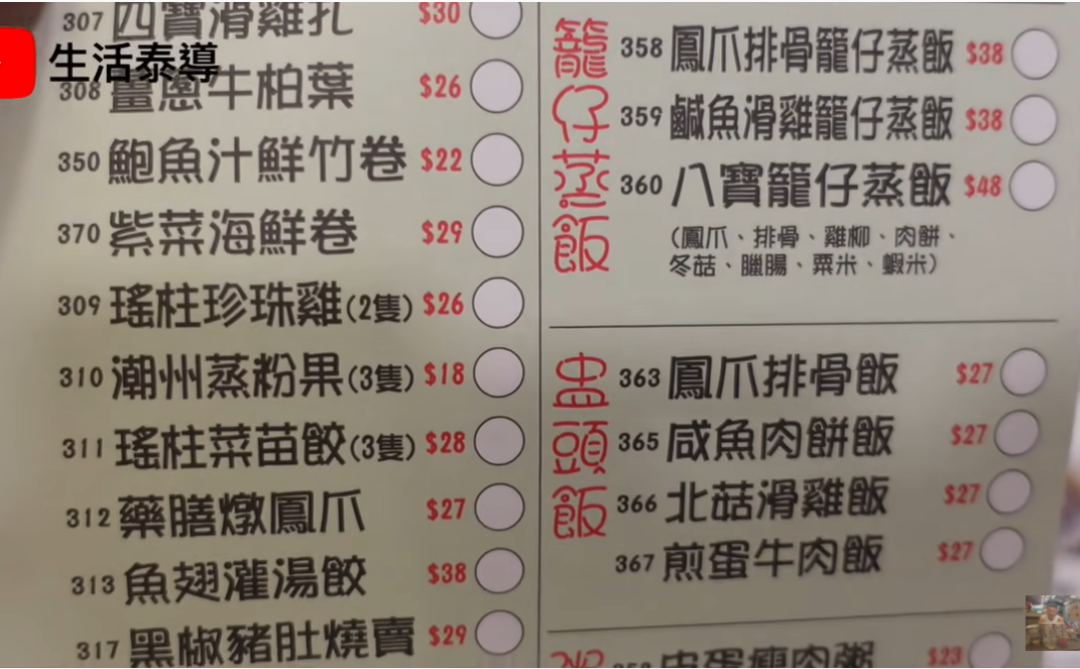 307 四寶滑雞扎 $30
生活泰導
308 薑蔥牛柏葉 $26
350 鮑魚汁鮮竹卷 $22
370 紫菜海鮮卷 $29
309 瑤柱珍珠雞(2隻) $26
310 潮州蒸粉果(3隻) $18
311 瑤柱菜苗餃(3隻) $28
312 藥膳燉鳳爪 $27
313 魚翅灌湯餃 $38
317 黑椒豬肚燒賣 $29
籠仔蒸飯
358 鳳爪排骨籠仔蒸飯 $38
359 鹹魚滑雞籠仔蒸飯 $38
360 八寶籠仔蒸飯 $48
(鳳爪、排骨、雞柳、肉餅、
冬菇、臘腸、粟米、蝦米)
盅頭飯
363 鳳爪排骨飯 $27
365 咸魚肉餅飯 $27
366 北菇滑雞飯 $27
367 煎蛋牛肉飯 $27
皮蛋瘦肉粥 $23